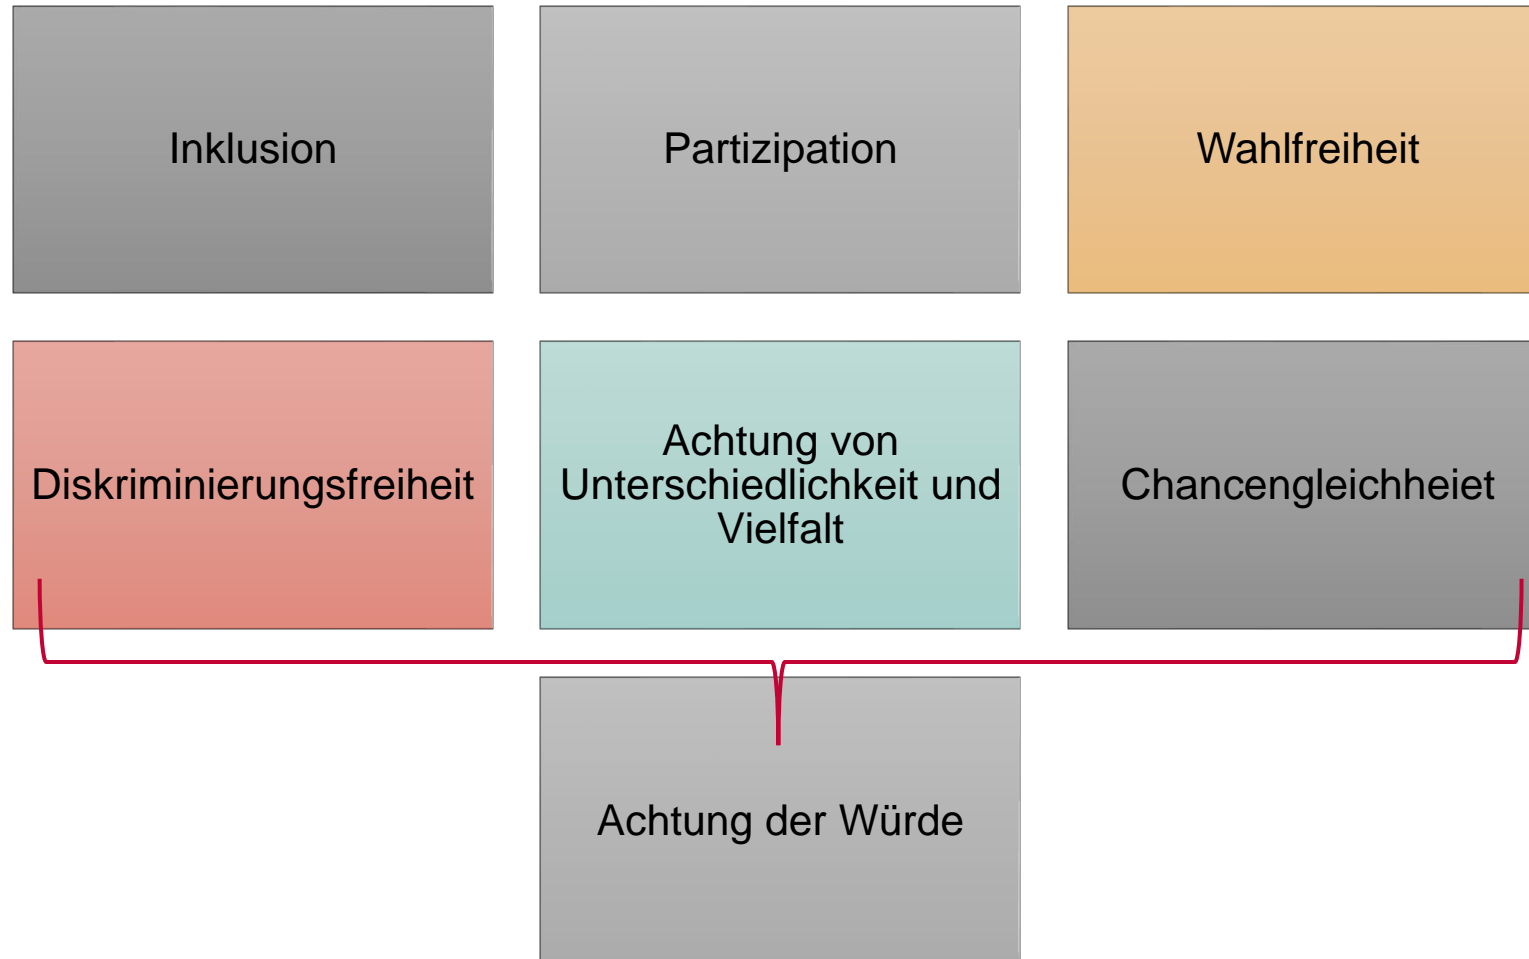 Inklusion
Partizipation
Wahlfreiheit
Diskriminierungsfreiheit
Achtung von
Unterschiedlichkeit und
Vielfalt
Chancengleichheiet
Achtung der Würde